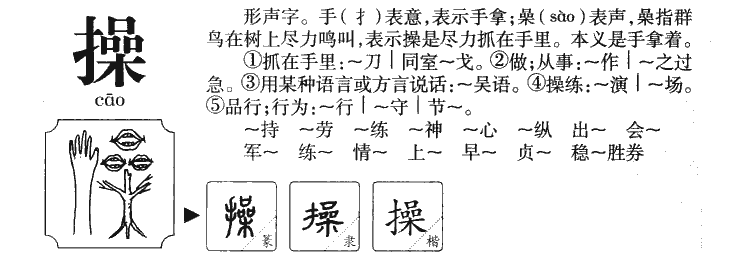 操
cāo
形声字。手(扌)表意,表示手拿;喿(sào)表声,喿指群
鸟在树上尽力鸣叫,表示操是尽力抓在手里。本义是手拿着。
①抓在手里:～刀｜同室～戈。②做;从事:～作｜～之过
急。③用某种语言或方言说话:～吴语。④操练:～演｜～场。
⑤品行;行为:～行｜～守｜节～。
～持 ～劳 ～练 ～神 ～心 ～纵 出～ 会～
军～ 练～ 情～ 上～ 早～ 贞～ 稳～胜券
操 篆
操 隶
操 楷